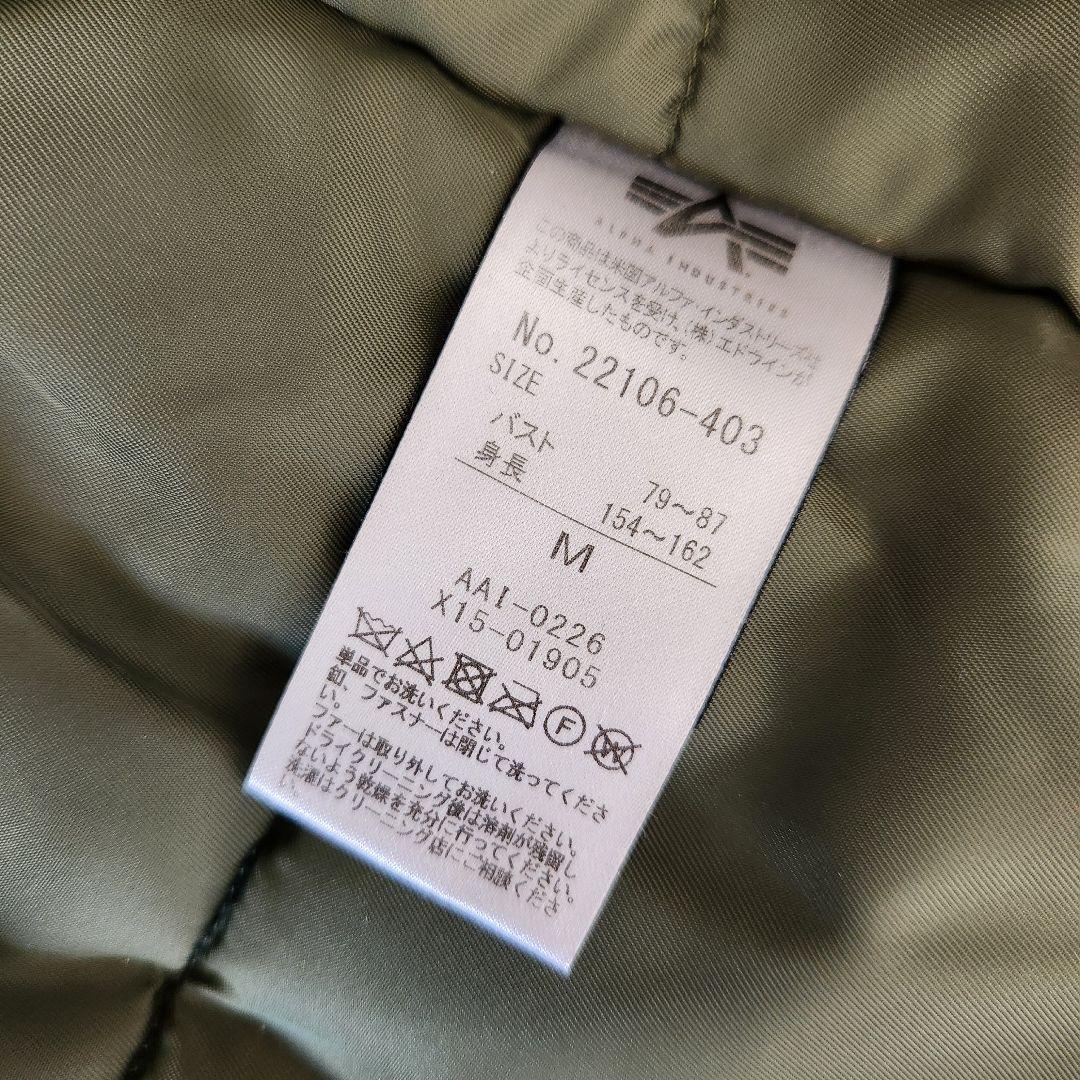 ALPHA INDUSTRIES
この商品は米国アルファ・インダストリーズ社
よりライセンスを受け、(株)エドウインが
企画生産したものです。
No. 22106-403
SIZE
バスト 79～87
身長 154～162
M
AAI-0226
X15-01905
F
W
単品でお洗いください。
釦、ファスナーは閉じて洗ってくださ
い。
ファーは取り外してお洗いください。
ドライクリーニング後は溶剤が残留し
ないよう乾燥を充分に行ってください。
洗濯はクリーニング店にご相談くださ
い。